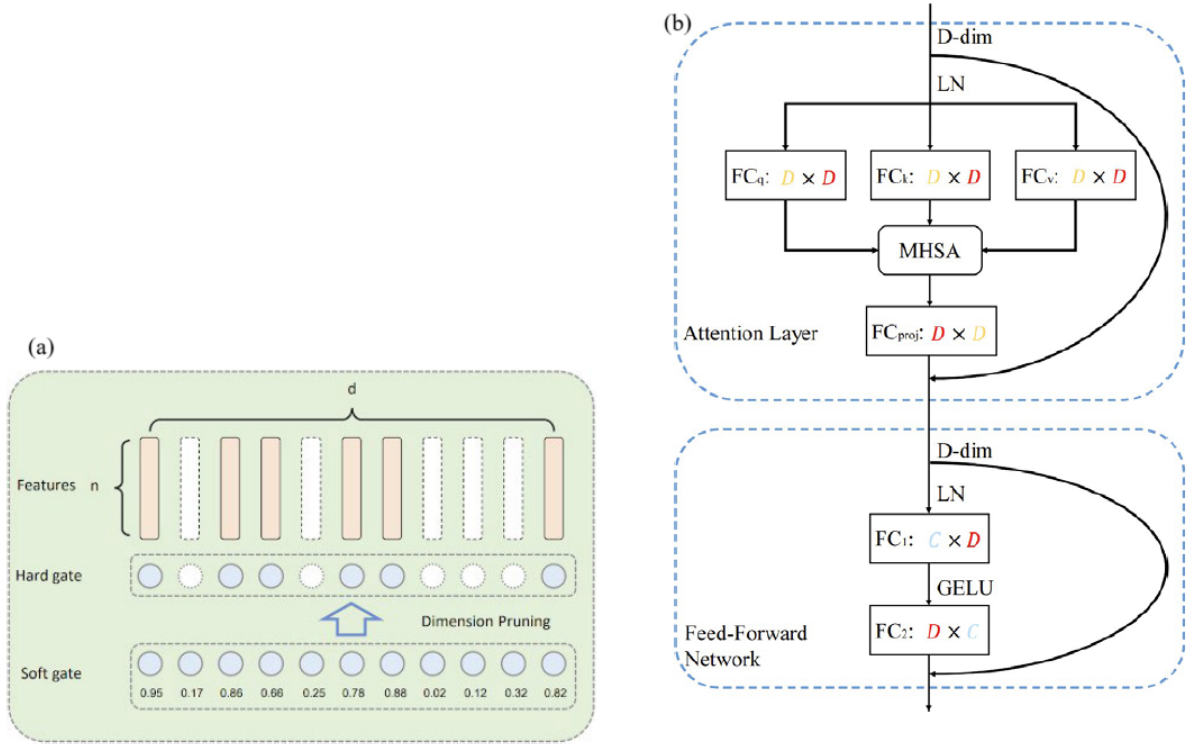 (a)
d
Features n
Hard gate
Dimension Pruning
Soft gate
0.95 0.17 0.86 0.66 0.25 0.78 0.88 0.02 0.12 0.32 0.82
(b)
D-dim
LN
FCq: D × D FCk: D × D FCv: D × D
MHSA
FCproj: D × D
Attention Layer
D-dim
LN
FC1: C × D
GELU
FC2: D × C
Feed-Forward
Network